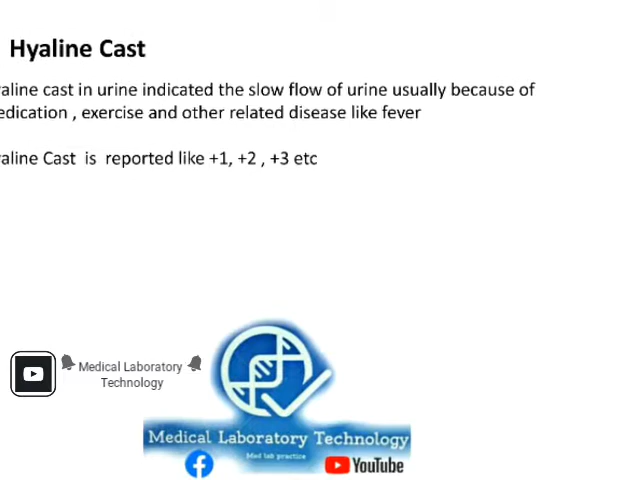 Hyaline Cast
aline cast in urine indicated the slow flow of urine usually because of
edication , exercise and other related disease like fever
aline Cast is reported like +1, +2 , +3 etc
Medical Laboratory
Technology
Medical Laboratory Technology
Med lab practice
YouTube